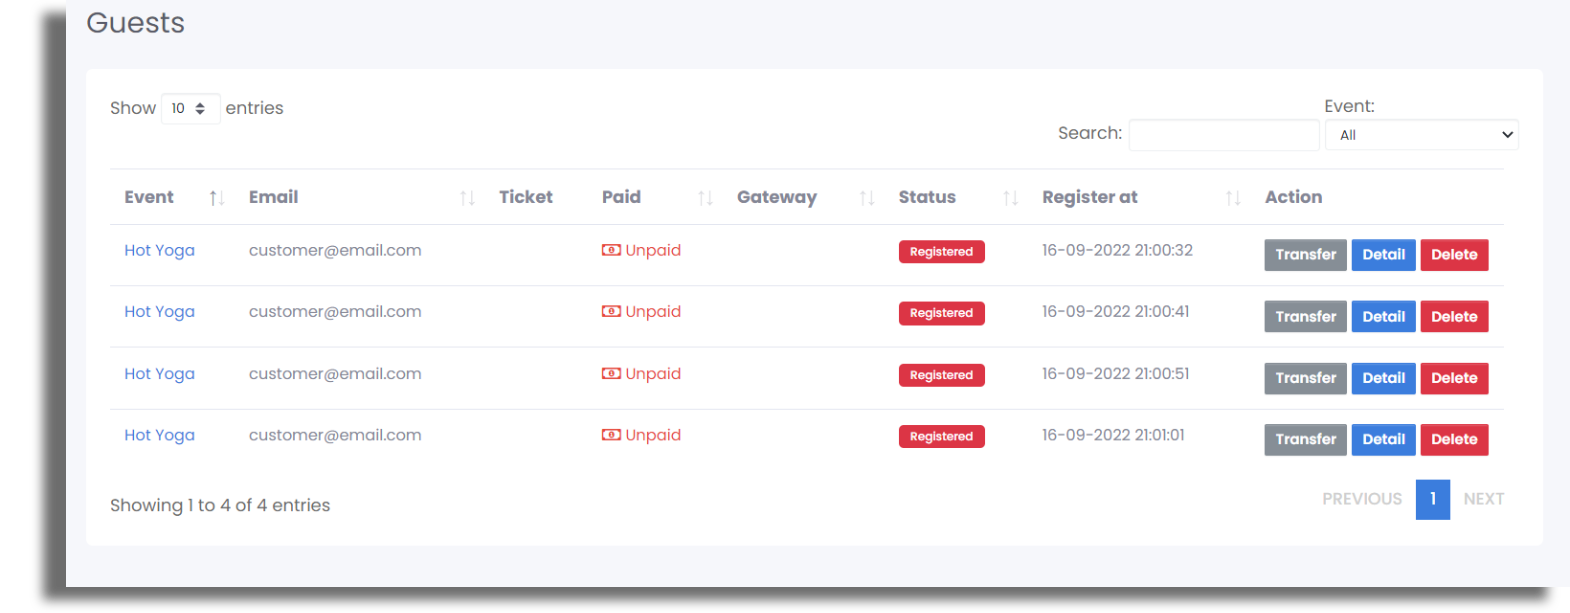 Guests
Show 10 entries
Event:
Search:
All
Event Email Ticket Paid Gateway Status Register at Action
Hot Yoga customer@email.com Unpaid Registered 16-09-2022 21:00:32 Transfer Detail Delete
Hot Yoga customer@email.com Unpaid Registered 16-09-2022 21:00:41 Transfer Detail Delete
Hot Yoga customer@email.com Unpaid Registered 16-09-2022 21:00:51 Transfer Detail Delete
Hot Yoga customer@email.com Unpaid Registered 16-09-2022 21:01:01 Transfer Detail Delete
Showing 1 to 4 of 4 entries
PREVIOUS 1 NEXT